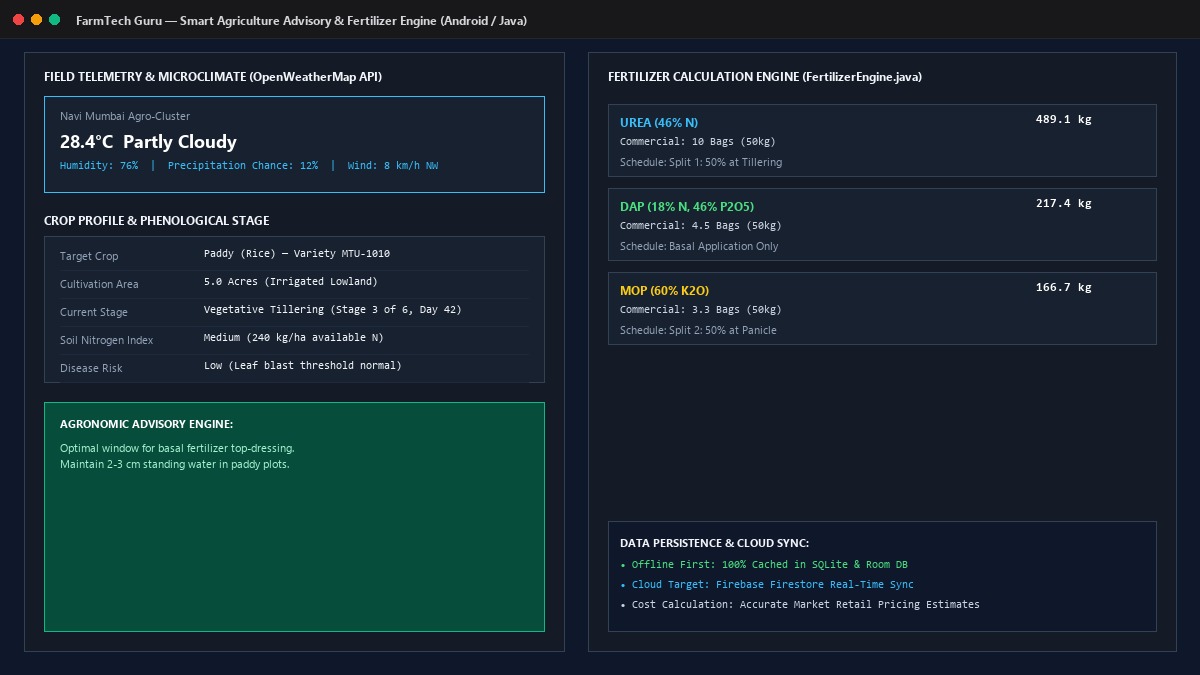 FarmTech Guru — Smart Agriculture Advisory & Fertilizer Engine (Android / Java)
FIELD TELEMETRY & MICROCLIMATE (OpenWeatherMap API)
Navi Mumbai Agro-Cluster
28.4°C  Partly Cloudy
Humidity: 76%  |  Precipitation Chance: 12%  |  Wind: 8 km/h NW
CROP PROFILE & PHENOLOGICAL STAGE
Target Crop Paddy (Rice) — Variety MTU-1010
Cultivation Area 5.0 Acres (Irrigated Lowland)
Current Stage Vegetative Tillering (Stage 3 of 6, Day 42)
Soil Nitrogen Index Medium (240 kg/ha available N)
Disease Risk Low (Leaf blast threshold normal)
AGRONOMIC ADVISORY ENGINE:
Optimal window for basal fertilizer top-dressing.
Maintain 2-3 cm standing water in paddy plots.
FERTILIZER CALCULATION ENGINE (FertilizerEngine.java)
UREA (46% N) 489.1 kg
Commercial: 10 Bags (50kg)
Schedule: Split 1: 50% at Tillering
DAP (18% N, 46% P2O5) 217.4 kg
Commercial: 4.5 Bags (50kg)
Schedule: Basal Application Only
MOP (60% K2O) 166.7 kg
Commercial: 3.3 Bags (50kg)
Schedule: Split 2: 50% at Panicle
DATA PERSISTENCE & CLOUD SYNC:
• Offline First: 100% Cached in SQLite & Room DB
• Cloud Target: Firebase Firestore Real-Time Sync
• Cost Calculation: Accurate Market Retail Pricing Estimates